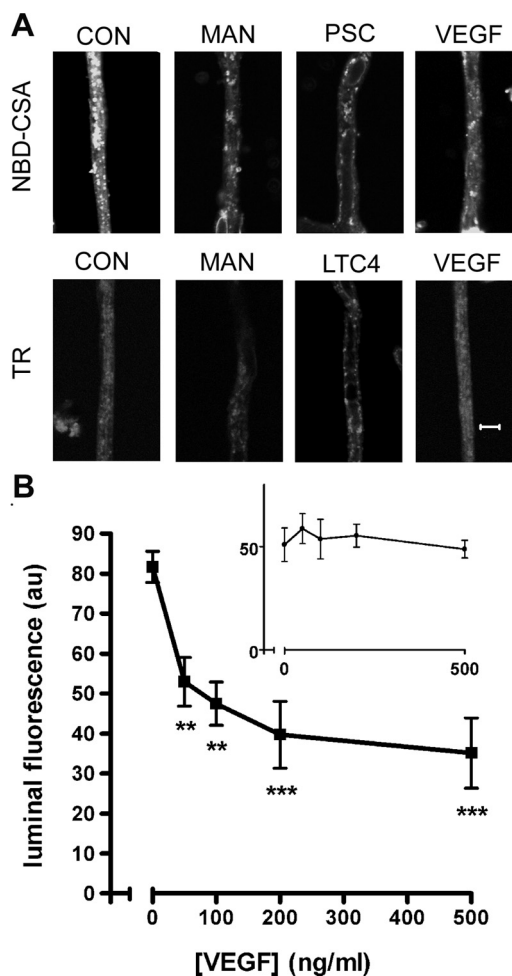 A
CON MAN PSC VEGF
NBD-CSA
CON MAN LTC4 VEGF
TR
B
luminal fluorescence (au)
90
80
70
60
50
40
30
20
10
0
50
0
0 500
**
**
***
***
0 100 200 300 400 500
[VEGF] (ng/ml)